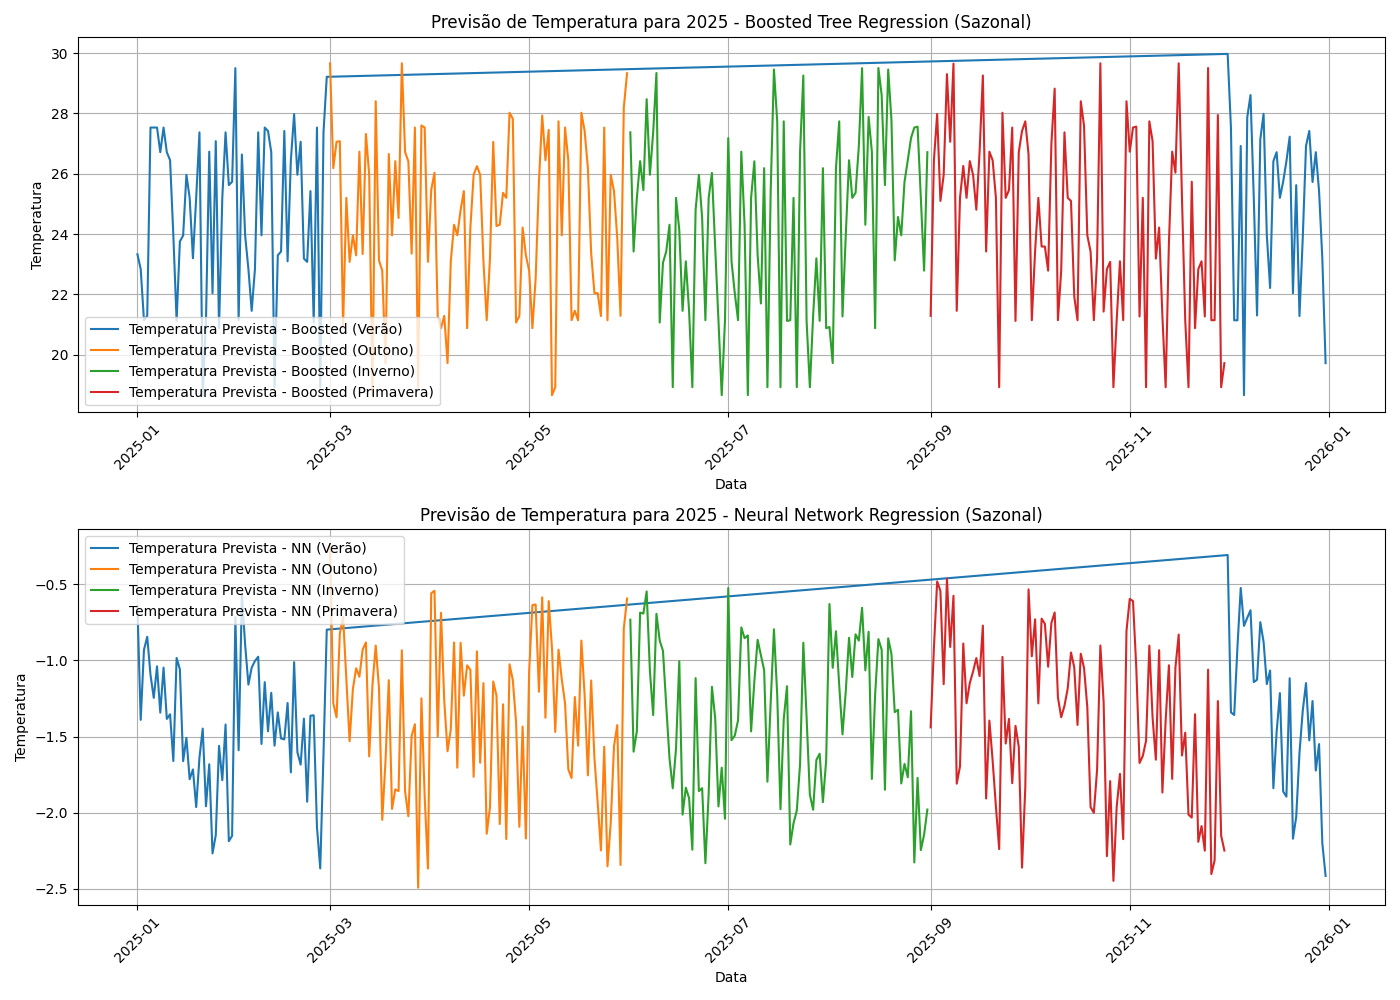 Previsão de Temperatura para 2025 - Boosted Tree Regression (Sazonal)
Temperatura
30
28
26
24
22
20
Temperatura Prevista - Boosted (Verão)
Temperatura Prevista - Boosted (Outono)
Temperatura Prevista - Boosted (Inverno)
Temperatura Prevista - Boosted (Primavera)
2025-01
2025-03
2025-05
2025-07
2025-09
2025-11
2026-01
Data
Previsão de Temperatura para 2025 - Neural Network Regression (Sazonal)
Temperatura
Temperatura Prevista - NN (Verão)
Temperatura Prevista - NN (Outono)
Temperatura Prevista - NN (Inverno)
Temperatura Prevista - NN (Primavera)
−0.5
−1.0
−1.5
−2.0
−2.5
2025-01
2025-03
2025-05
2025-07
2025-09
2025-11
2026-01
Data